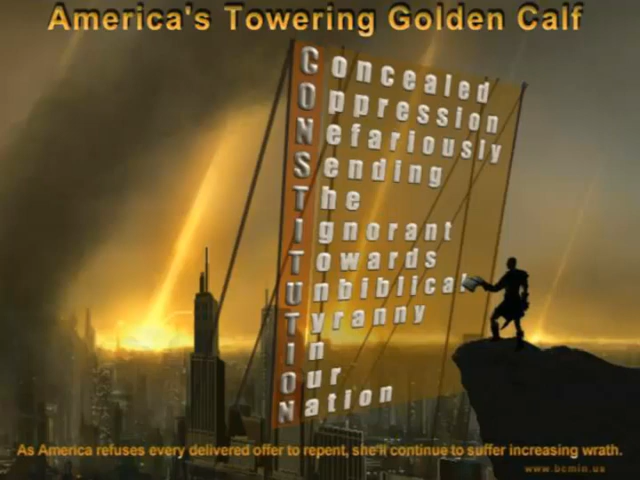 America's Towering Golden Calf
Concealed
Oppression
Nefariously
Sending
The
Ignorant
Towards
Unbiblical
Tyranny
In
Our
Nation
As America refuses every delivered offer to repent, she'll continue to suffer increasing wrath.
www.bcmin.us